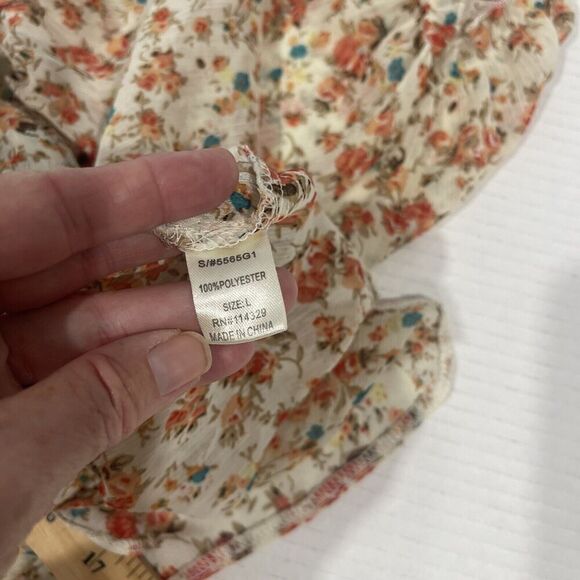 S/#5565G1
100%POLYESTER
SIZE:L
RN#114329
MADE IN CHINA
17